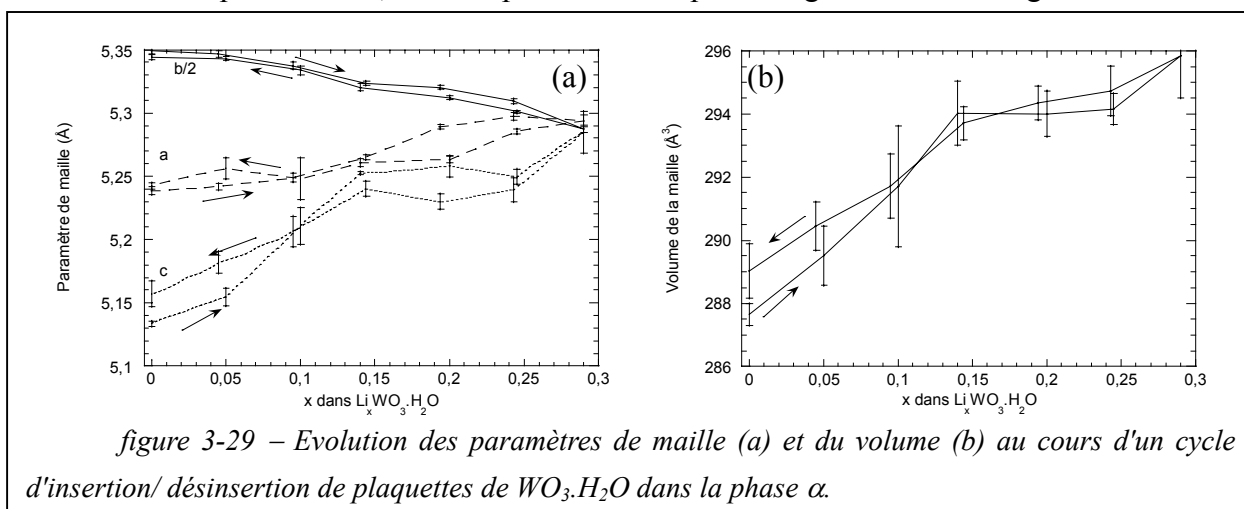 5,35
5,3
5,25
5,2
5,15
5,1
Paramètre de maille (Å)
b/2
a
c
(a)
0 0,05 0,1 0,15 0,2 0,25 0,3
x dans LixWO3.H2O
296
294
292
290
288
286
Volume de la maille (Å3)
(b)
0 0,05 0,1 0,15 0,2 0,25 0,3
x dans LixWO3.H2O
figure 3-29 – Evolution des paramètres de maille (a) et du volume (b) au cours d'un cycle
d'insertion/ désinsertion de plaquettes de WO3.H2O dans la phase α.